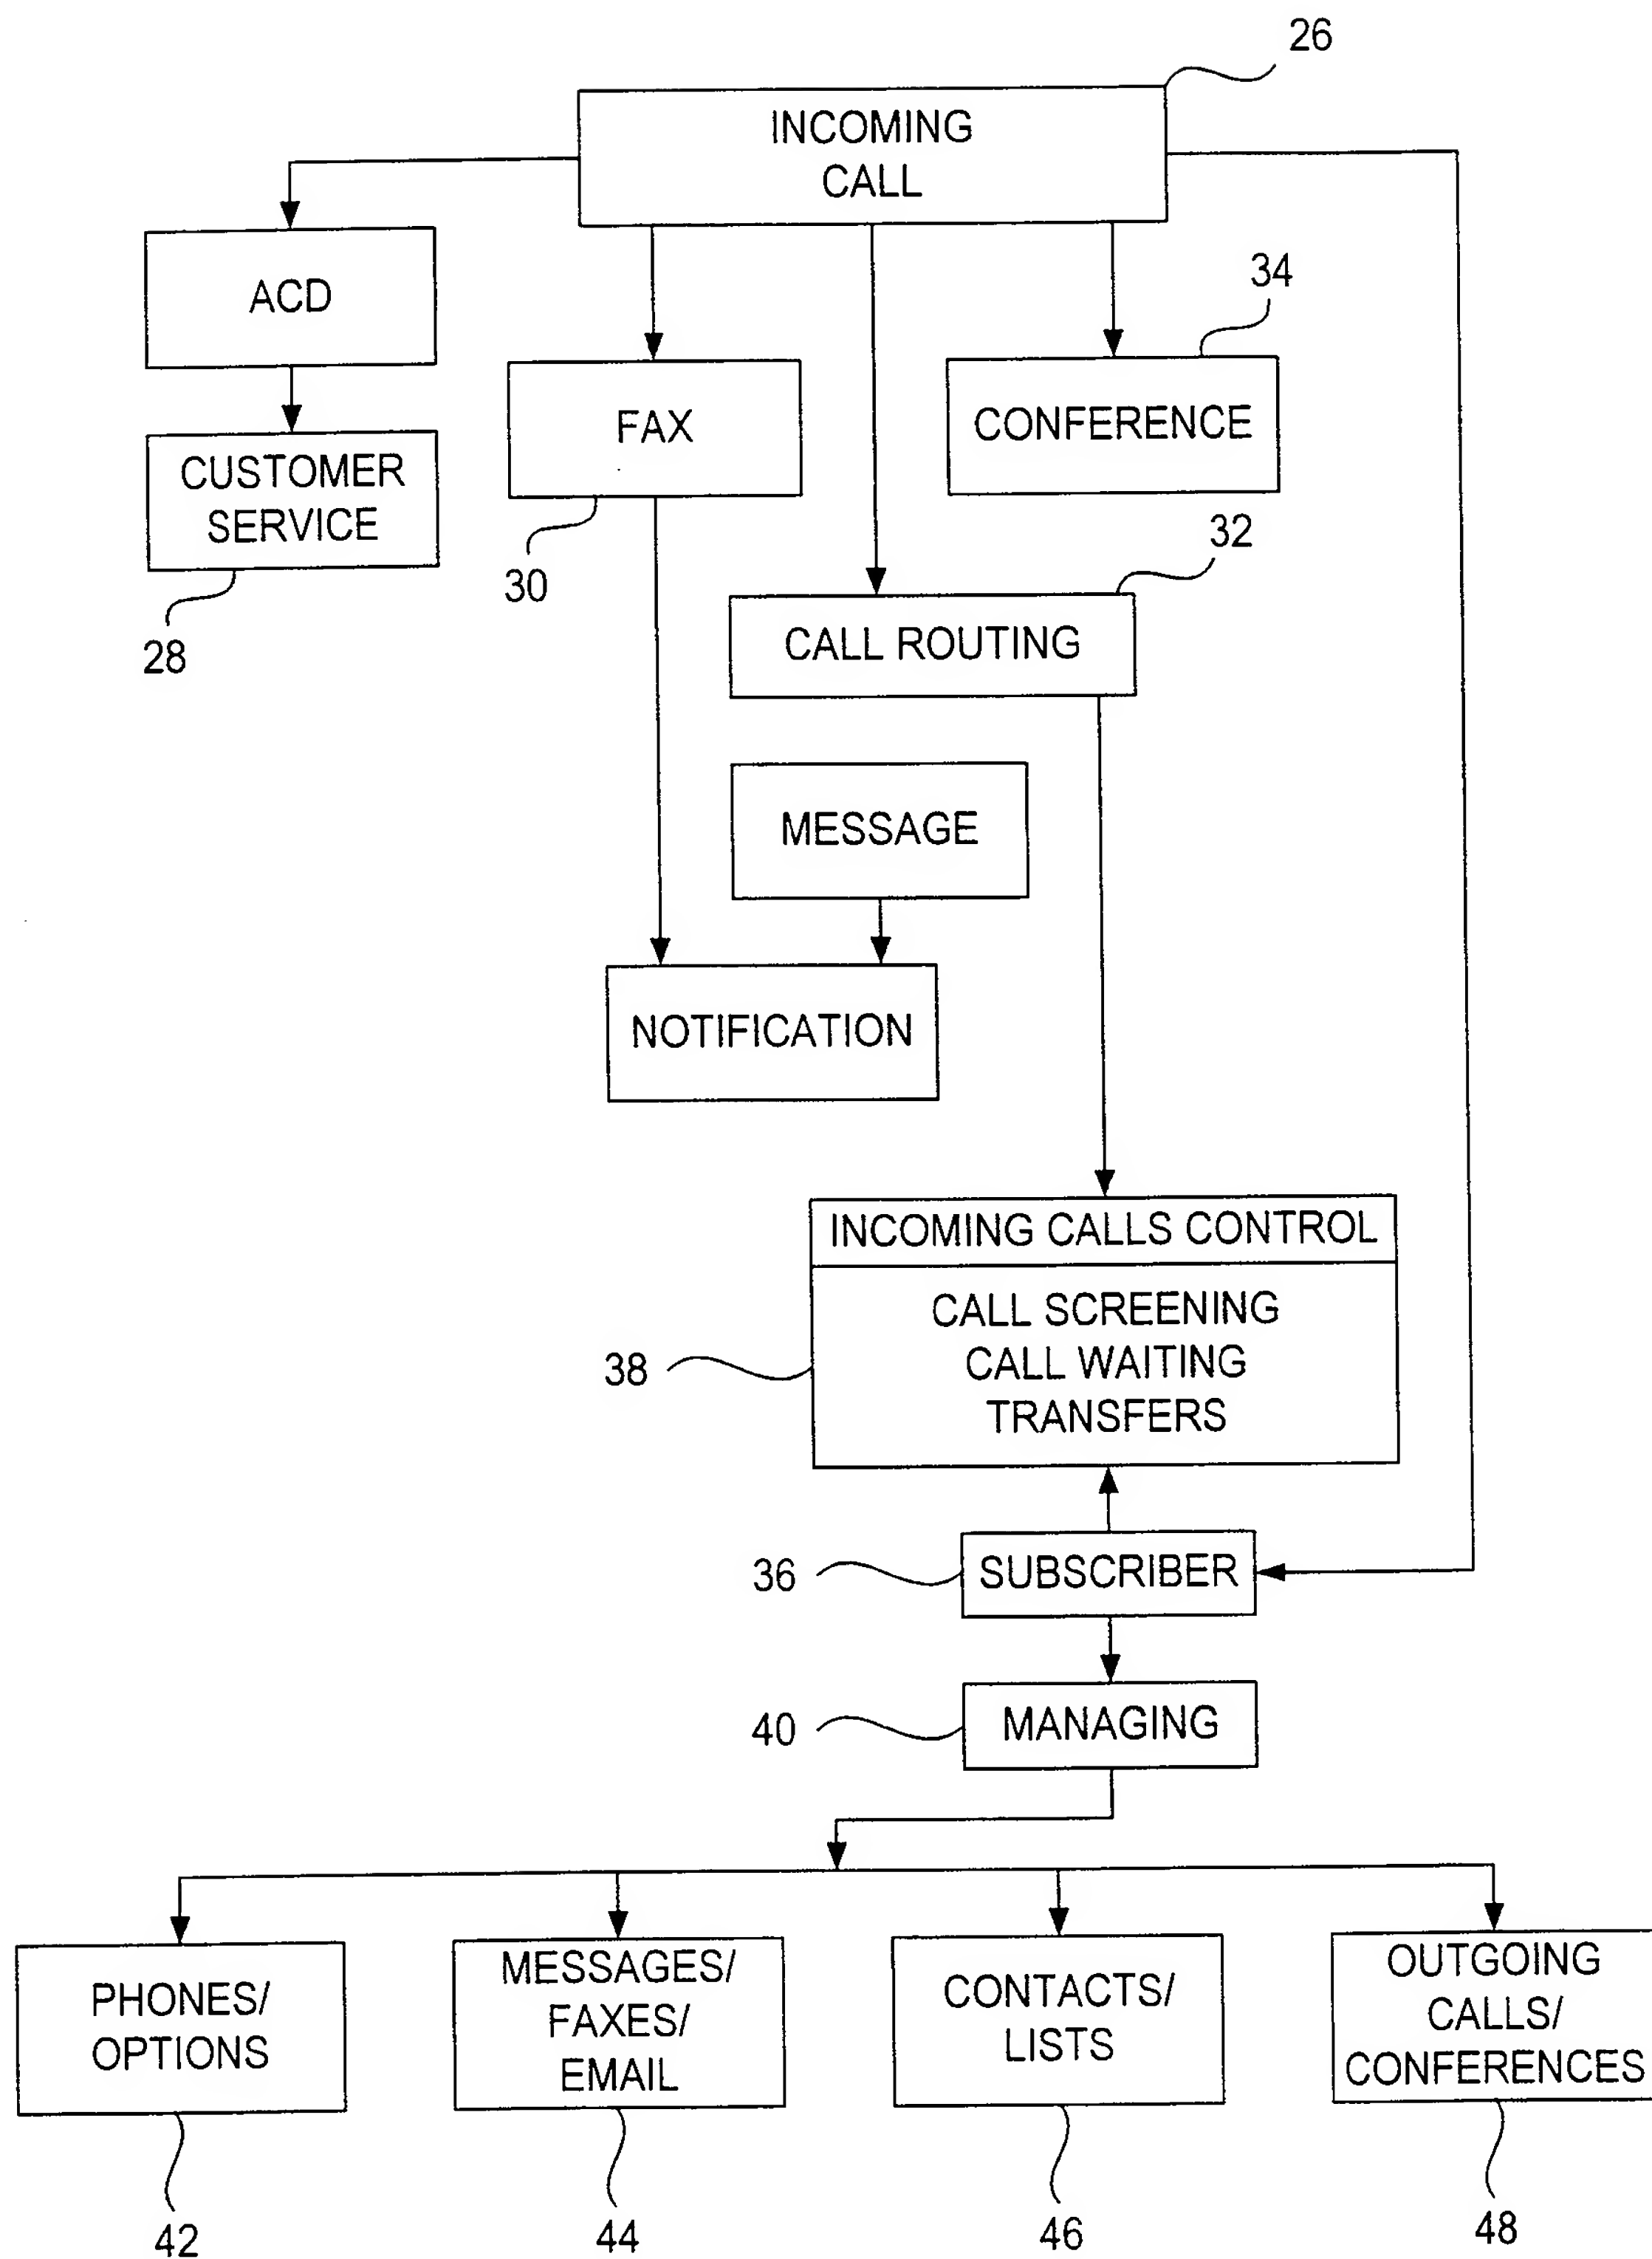 26
INCOMING
CALL
ACD
34
FAX
CONFERENCE
CUSTOMER
SERVICE
30
32
28
CALL ROUTING
MESSAGE
NOTIFICATION
INCOMING CALLS CONTROL
CALL SCREENING
CALL WAITING
TRANSFERS
38
36
SUBSCRIBER
40
MANAGING
PHONES/
OPTIONS
MESSAGES/
FAXES/
EMAIL
CONTACTS/
LISTS
OUTGOING
CALLS/
CONFERENCES
42
44
46
48